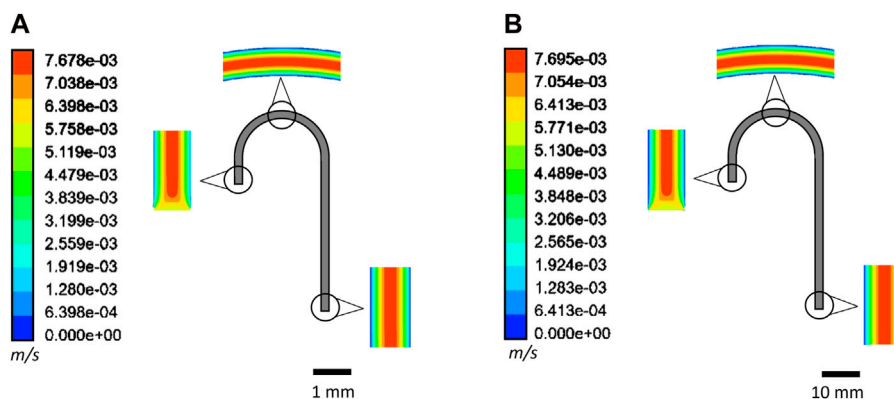 A
7.678e-03
7.038e-03
6.398e-03
5.758e-03
5.119e-03
4.479e-03
3.839e-03
3.199e-03
2.559e-03
1.919e-03
1.280e-03
6.398e-04
0.000e+00
m/s
1 mm
B
7.695e-03
7.054e-03
6.413e-03
5.771e-03
5.130e-03
4.489e-03
3.848e-03
3.206e-03
2.565e-03
1.924e-03
1.283e-03
6.413e-04
0.000e+00
m/s
10 mm